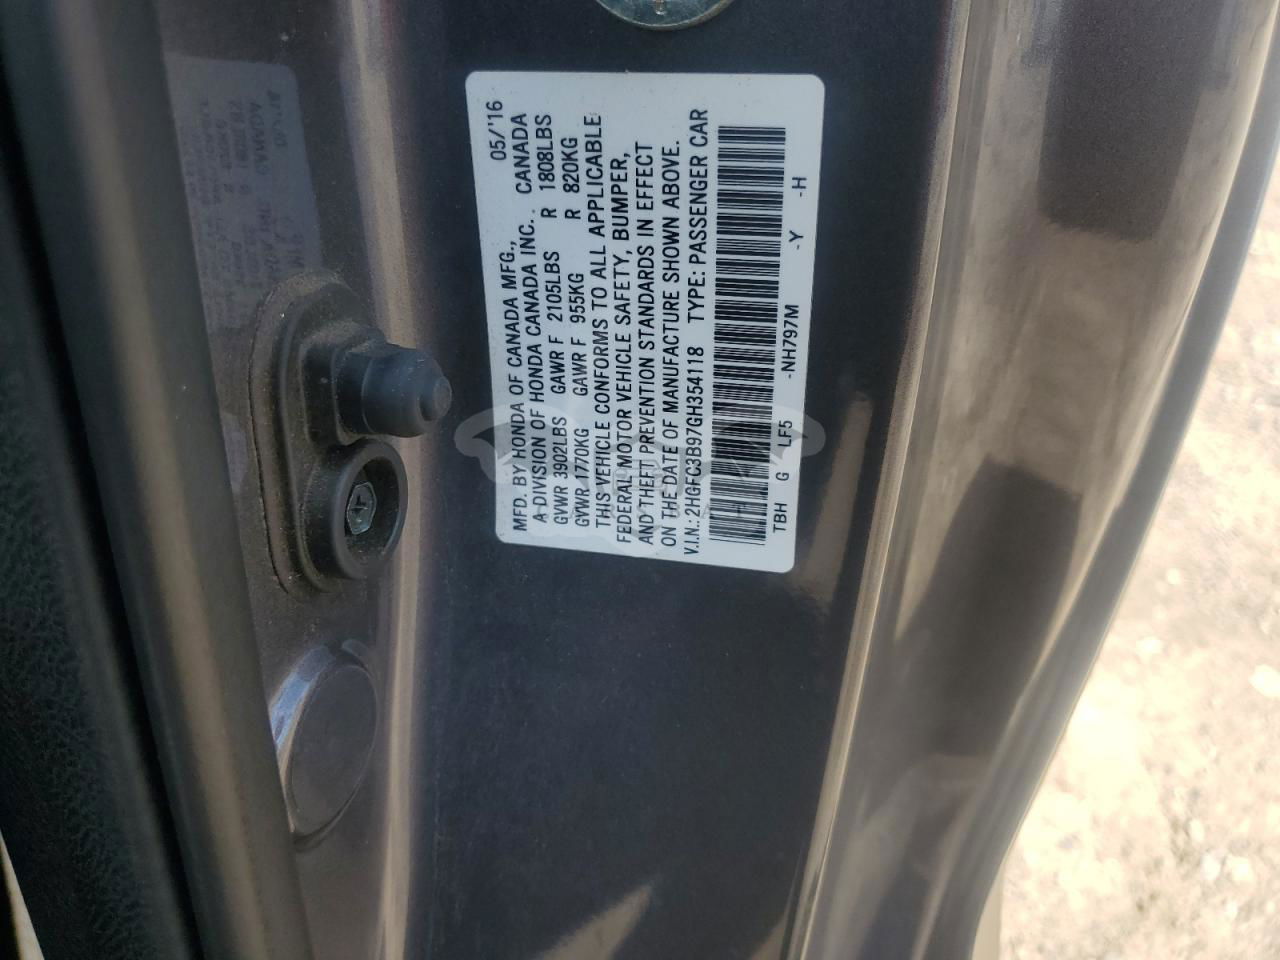 MFD. BY HONDA OF CANADA MFG., 05/'16
A DIVISION OF HONDA CANADA INC., CANADA
GVWR 3902LBS GAWR F 2105LBS R 1808LBS
GVWR 1770KG GAWR F 955KG R 820KG
THIS VEHICLE CONFORMS TO ALL APPLICABLE
FEDERAL MOTOR VEHICLE SAFETY, BUMPER,
AND THEFT PREVENTION STANDARDS IN EFFECT
ON THE DATE OF MANUFACTURE SHOWN ABOVE.
V.I.N.: 2HGFC3B97GH354118 TYPE: PASSENGER CAR
TBH G LF5 -NH797M -Y -H